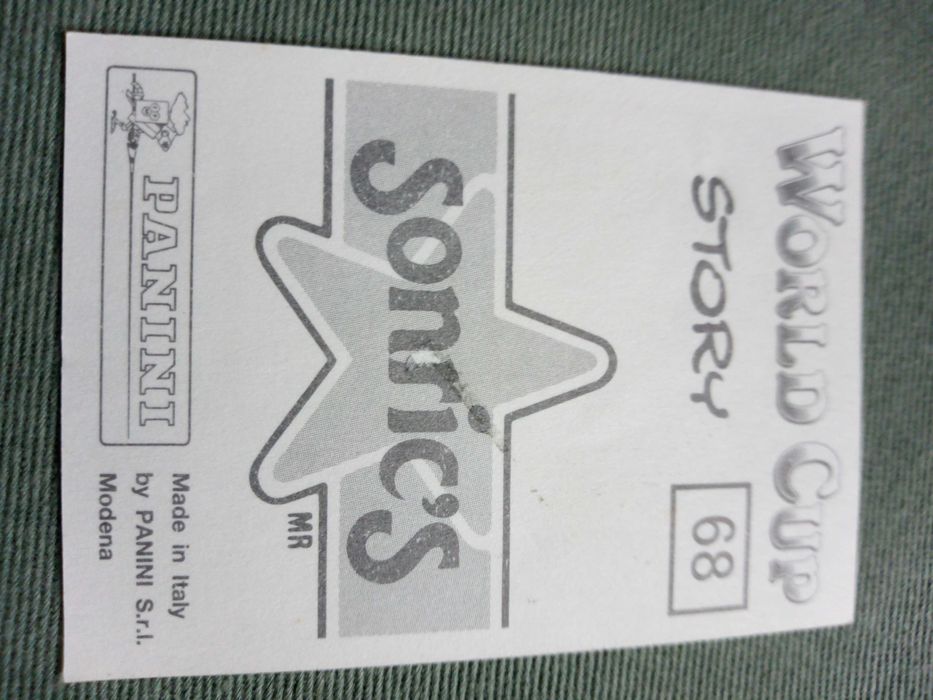 WORLD CUP
STORY
68
Sonric'S
MR
PANINI
Made in Italy
by PANINI S.r.l.
Modena